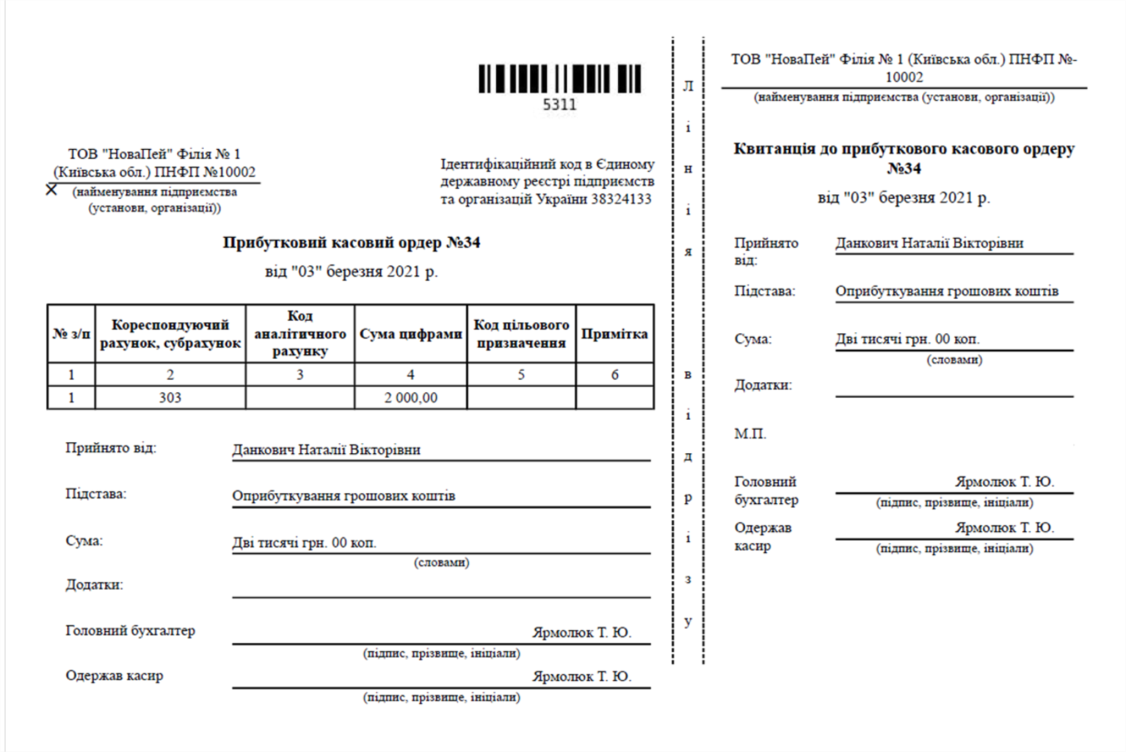 5311
ТОВ "НоваПей" Філія № 1
(Київська обл.) ПНФП №10002
(найменування підприємства
(установи, організації))
Ідентифікаційний код в Єдиному
державному реєстрі підприємств
та організацій України 38324133
Прибутковий касовий ордер №34
від "03" березня 2021 р.
№ з/п Кореспондуючий рахунок, субрахунок Код аналітичного рахунку Сума цифрами Код цільового призначення Примітка
1 2 3 4 5 6
1 303 2 000,00
Прийнято від: Данкович Наталії Вікторівни
Підстава: Оприбуткування грошових коштів
Сума: Дві тисячі грн. 00 коп.
(словами)
Додатки:
Головний бухгалтер Ярмолюк Т. Ю.
(підпис, прізвище, ініціали)
Одержав касир Ярмолюк Т. Ю.
(підпис, прізвище, ініціали)
Лінія відрізу
ТОВ "НоваПей" Філія № 1 (Київська обл.) ПНФП №-
10002
(найменування підприємства (установи, організації))
Квитанція до прибуткового касового ордеру
№34
від "03" березня 2021 р.
Прийнято від: Данкович Наталії Вікторівни
Підстава: Оприбуткування грошових коштів
Сума: Дві тисячі грн. 00 коп.
(словами)
Додатки:
М.П.
Головний бухгалтер Ярмолюк Т. Ю.
(підпис, прізвище, ініціали)
Одержав касир Ярмолюк Т. Ю.
(підпис, прізвище, ініціали)